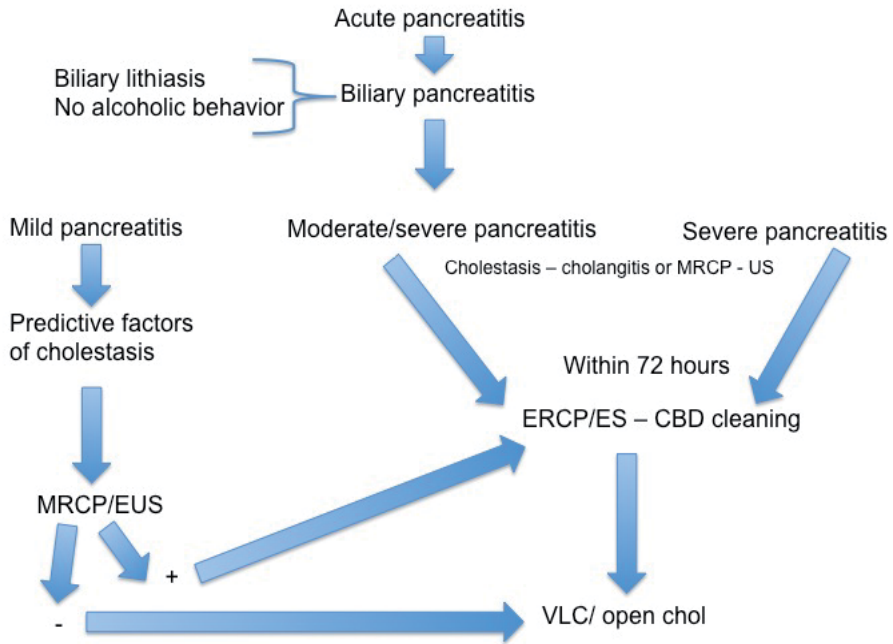 Acute pancreatitis
Biliary lithiasis
No alcoholic behavior
Biliary pancreatitis
Mild pancreatitis
Moderate/severe pancreatitis
Severe pancreatitis
Cholestasis – cholangitis or MRCP - US
Predictive factors
of cholestasis
Within 72 hours
ERCP/ES – CBD cleaning
MRCP/EUS
+
-
VLC/ open chol